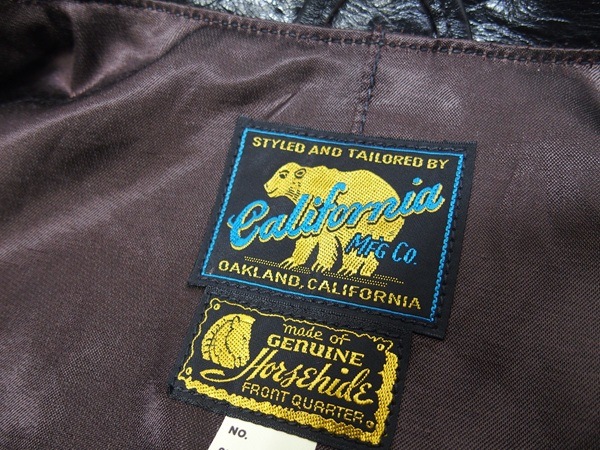 STYLED AND TAILORED BY
California
MFG CO.
OAKLAND, CALIFORNIA
made of
GENUINE
Horsehide
FRONT QUARTER
NO.